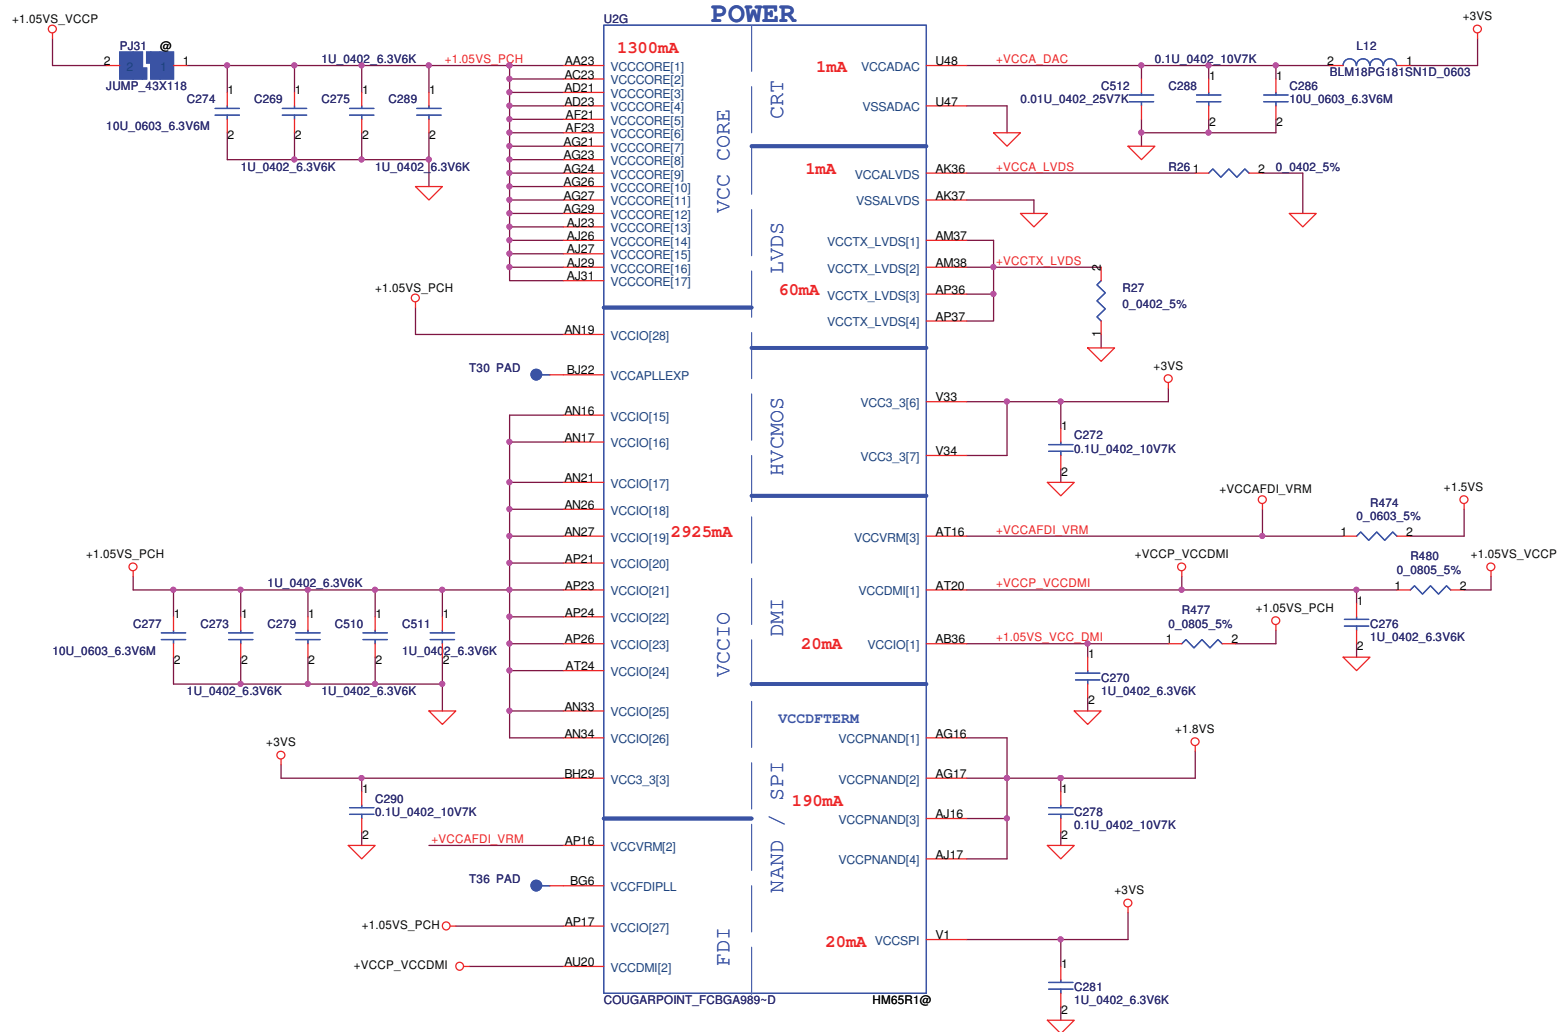 POWER
+1.05VS_VCCP
U2G
+3VS
PJ31 @
2 2 1 1
JUMP_43X118
1U_0402_6.3V6K
+1.05VS_PCH
1300mA
C274
10U_0603_6.3V6M
C269
C275
C289
1U_0402_6.3V6K
1U_0402_6.3V6K
AA23 VCCCORE[1]
AC23 VCCCORE[2]
AD21 VCCCORE[3]
AD23 VCCCORE[4]
AF21 VCCCORE[5]
AF23 VCCCORE[6]
AG21 VCCCORE[7]
AG23 VCCCORE[8]
AG24 VCCCORE[9]
AG26 VCCCORE[10]
AG27 VCCCORE[11]
AG29 VCCCORE[12]
AJ23 VCCCORE[13]
AJ26 VCCCORE[14]
AJ27 VCCCORE[15]
AJ29 VCCCORE[16]
AJ31 VCCCORE[17]
VCC CORE
+1.05VS_PCH
AN19 VCCIO[28]
T30 PAD
BJ22 VCCAPLLEXP
AN16 VCCIO[15]
AN17 VCCIO[16]
AN21 VCCIO[17]
AN26 VCCIO[18]
AN27 VCCIO[19]
2925mA
AP21 VCCIO[20]
AP23 VCCIO[21]
AP24 VCCIO[22]
AP26 VCCIO[23]
AT24 VCCIO[24]
AN33 VCCIO[25]
AN34 VCCIO[26]
VCCIO
+1.05VS_PCH
1U_0402_6.3V6K
C277
10U_0603_6.3V6M
C273
C279
C510
C511
1U_0402_6.3V6K
1U_0402_6.3V6K
1U_0402_6.3V6K
+3VS
BH29 VCC3_3[3]
C290
0.1U_0402_10V7K
+VCCAFDI_VRM
AP16 VCCVRM[2]
T36 PAD
BG6 VCCFDIPLL
+1.05VS_PCH
AP17 VCCIO[27]
+VCCP_VCCDMI
AU20 VCCDMI[2]
FDI
COUGARPOINT_FCBGA989~D
HM65R1@
CRT
1mA
VCCADAC U48
+VCCA_DAC
0.1U_0402_10V7K
L12
BLM18PG181SN1D_0603
C512
0.01U_0402_25V7K
C288
C286
10U_0603_6.3V6M
VSSADAC U47
LVDS
1mA
VCCALVDS AK36
+VCCA_LVDS
R26 1 2 0_0402_5%
VSSALVDS AK37
VCCTX_LVDS[1] AM37
VCCTX_LVDS[2] AM38
+VCCTX_LVDS
60mA
VCCTX_LVDS[3] AP36
VCCTX_LVDS[4] AP37
R27
0_0402_5%
HVCMOS
+3VS
VCC3_3[6] V33
VCC3_3[7] V34
C272
0.1U_0402_10V7K
DMI
+VCCAFDI_VRM
+1.5VS
VCCVRM[3] AT16
+VCCAFDI_VRM
R474
0_0603_5%
+VCCP_VCCDMI
+1.05VS_VCCP
VCCDMI[1] AT20
+VCCP_VCCDMI
R480
0_0805_5%
C276
1U_0402_6.3V6K
20mA
VCCIO[1] AB36
+1.05VS_VCC_DMI
R477
0_0805_5%
+1.05VS_PCH
C270
1U_0402_6.3V6K
VCCDFTERM
NAND / SPI
+1.8VS
VCCPNAND[1] AG16
VCCPNAND[2] AG17
190mA
VCCPNAND[3] AJ16
VCCPNAND[4] AJ17
C278
0.1U_0402_10V7K
+3VS
20mA
VCCSPI V1
C281
1U_0402_6.3V6K